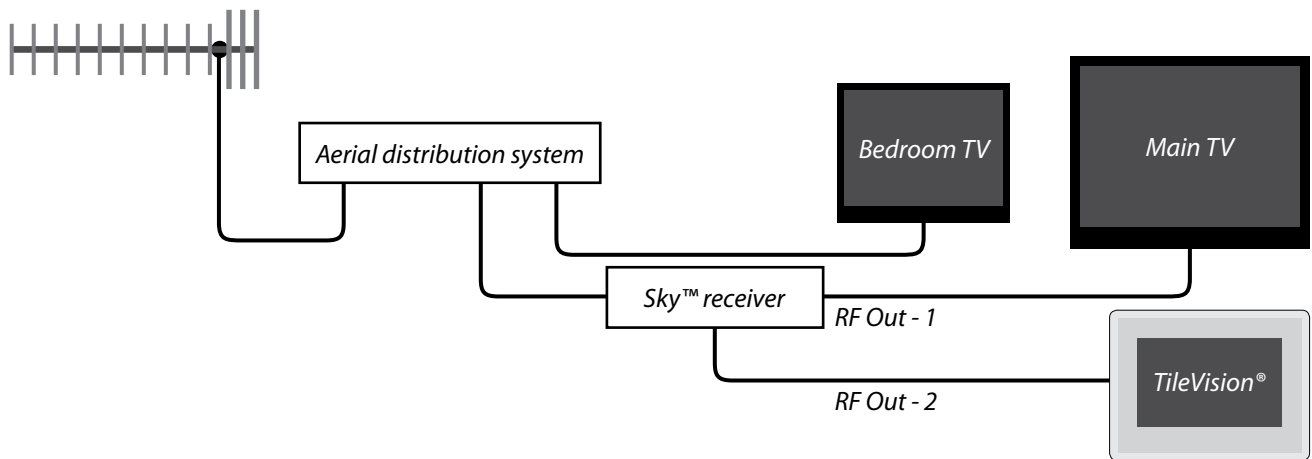 Aerial distribution system
Bedroom TV
Main TV
Sky™ receiver
RF Out - 1
RF Out - 2
TileVision®